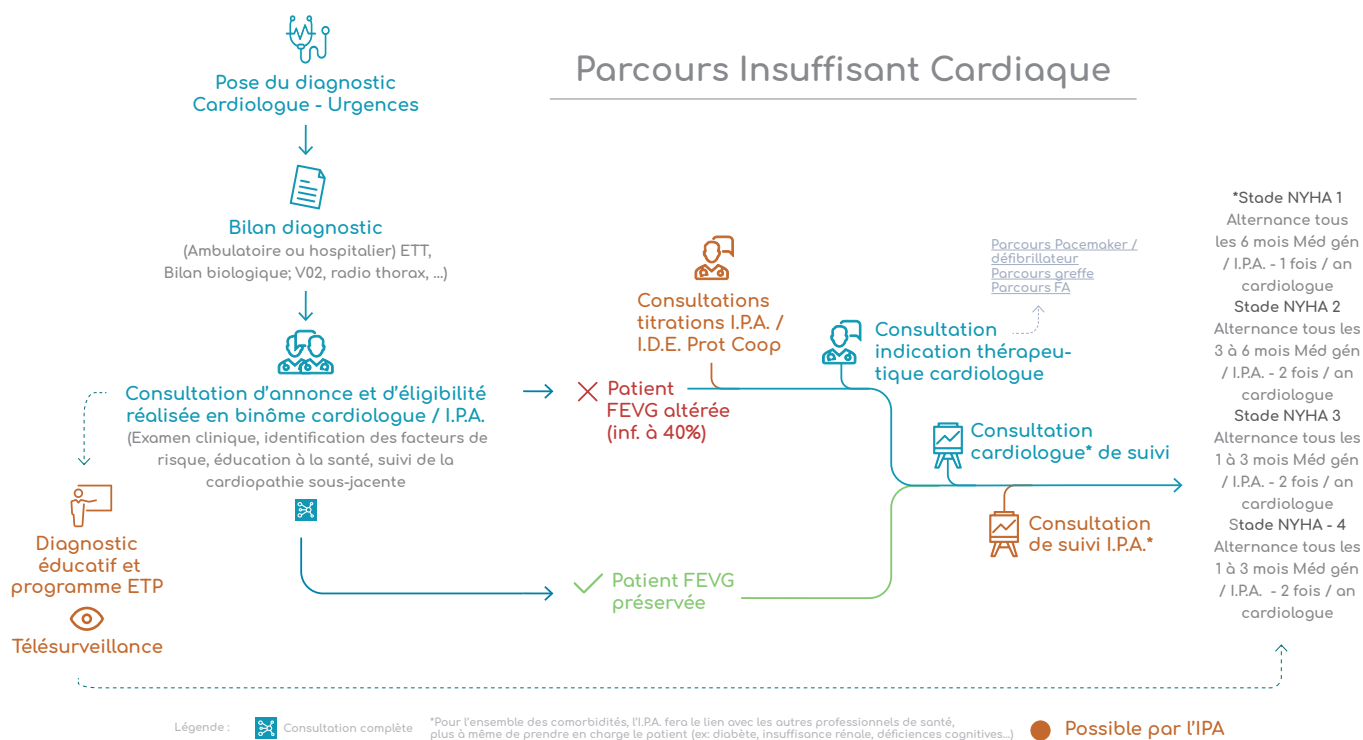 Parcours Insuffisant Cardiaque
Pose du diagnostic
Cardiologue - Urgences
Bilan diagnostic
(Ambulatoire ou hospitalier) ETT,
Bilan biologique; V02, radio thorax, ...)
Consultation d'annonce et d'éligibilité
réalisée en binôme cardiologue / I.P.A.
(Examen clinique, identification des facteurs de
risque, éducation à la santé, suivi de la
cardiopathie sous-jacente
Diagnostic
éducatif et
programme ETP
Télésurveillance
Consultations
titrations I.P.A. /
I.D.E. Prot Coop
Patient
FEVG altérée
(inf. à 40%)
Patient FEVG
préservée
Parcours Pacemaker /
défibrillateur
Parcours greffe
Parcours FA
Consultation
indication thérapeu-
tique cardiologue
Consultation
cardiologue* de suivi
Consultation
de suivi I.P.A.*
*Stade NYHA 1
Alternance tous
les 6 mois Méd gén
/ I.P.A. - 1 fois / an
cardiologue
Stade NYHA 2
Alternance tous les
3 à 6 mois Méd gén
/ I.P.A. - 2 fois / an
cardiologue
Stade NYHA 3
Alternance tous les
1 à 3 mois Méd gén
/ I.P.A. - 2 fois / an
cardiologue
Stade NYHA - 4
Alternance tous les
1 à 3 mois Méd gén
/ I.P.A. - 2 fois / an
cardiologue
Légende :
Consultation complète
*Pour l'ensemble des comorbidités, l'I.P.A. fera le lien avec les autres professionnels de santé,
plus à même de prendre en charge le patient (ex: diabète, insuffisance rénale, déficiences cognitives...)
Possible par l'IPA